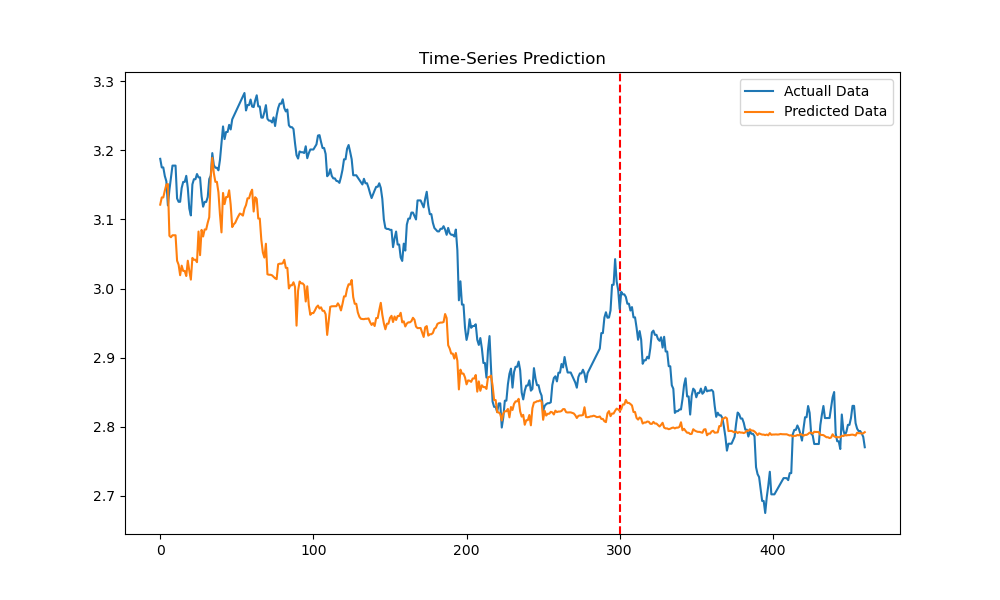 Time-Series Prediction
Actuall Data
Predicted Data
3.3
3.2
3.1
3.0
2.9
2.8
2.7
0 100 200 300 400